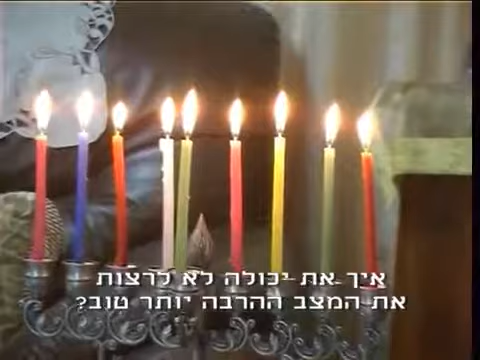 איך את יכולה לא לרצות
את המצב ההרבה יותר טוב?